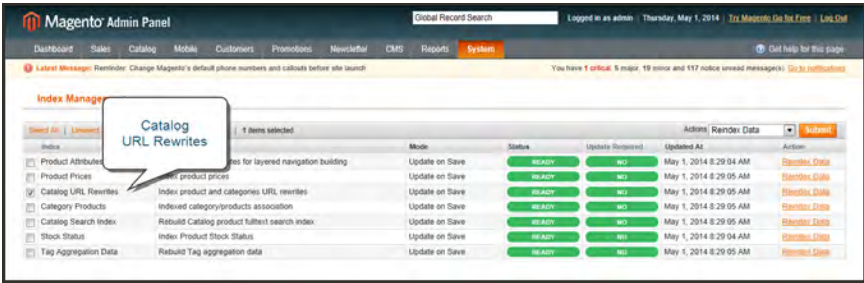 Magento Admin Panel
Global Record Search
Logged in as admin Thursday, May 1, 2014 Try Magento Go for Free Log Out
Dashboard Sales Catalog Mobile Customers Promotions Newsletter CMS Reports System Get help for this page
Latest Message: Reminder: Change Magento's default phone numbers and callouts before site launch You have 1 critical, 5 major, 19 minor and 117 notice unread message(s). Go to notifications
Index Manage
Catalog
URL Rewrites
Select All 1 items selected Actions Reindex Data Submit
Index Mode Status Update Required Updated At Action
Product Attributes for layered navigation building Update on Save READY NO May 1, 2014 8:29:04 AM Reindex Data
Product Prices Index product prices Update on Save READY NO May 1, 2014 8:29:05 AM Reindex Data
Catalog URL Rewrites Index product and categories URL rewrites Update on Save READY NO May 1, 2014 8:29:05 AM Reindex Data
Category Products Indexed category/products association Update on Save READY NO May 1, 2014 8:29:05 AM Reindex Data
Catalog Search Index Rebuild Catalog product fulltext search index Update on Save READY NO May 1, 2014 8:29:05 AM Reindex Data
Stock Status Index Product Stock Status Update on Save READY NO May 1, 2014 8:29:04 AM Reindex Data
Tag Aggregation Data Rebuild Tag aggregation data Update on Save READY NO May 1, 2014 8:29:05 AM Reindex Data